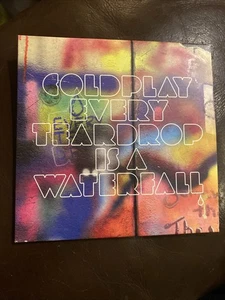 COLDPLAY
EVERY
TEARDROP
IS A
WATERFALL